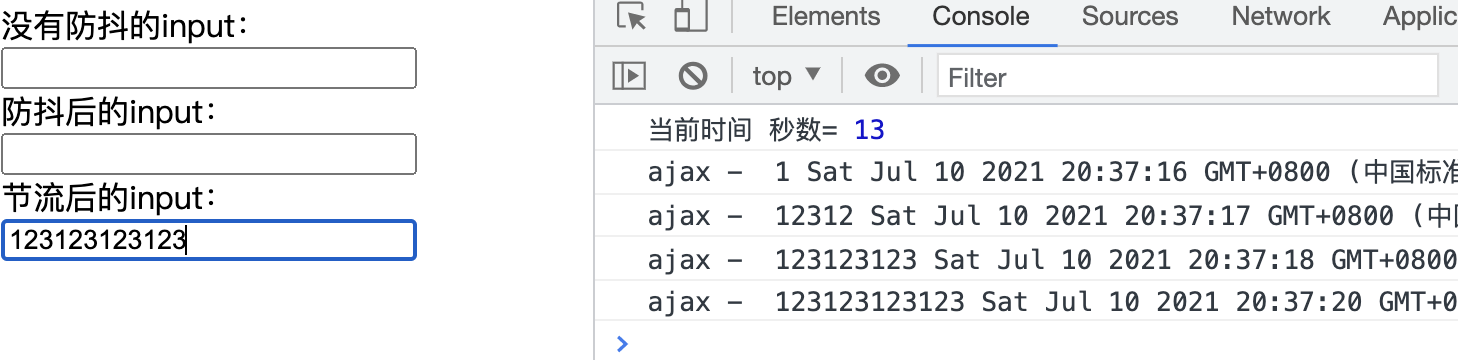 没有防抖的input：
防抖后的input：
节流后的input：
123123123123
Elements Console Sources Network Applic
top ▼ Filter
当前时间 秒数= 13
ajax - 1 Sat Jul 10 2021 20:37:16 GMT+0800 (中国标准
ajax - 12312 Sat Jul 10 2021 20:37:17 GMT+0800 (中
ajax - 123123123 Sat Jul 10 2021 20:37:18 GMT+0800
ajax - 123123123123 Sat Jul 10 2021 20:37:20 GMT+0